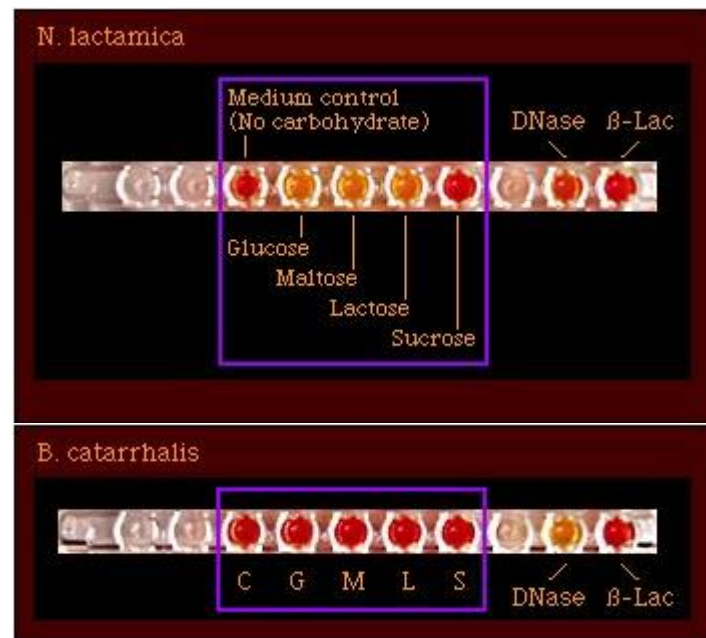 N. lactamica
Medium control
(No carbohydrate)
DNase ß-Lac
Glucose
Maltose
Lactose
Sucrose
B. catarrhalis
C G M L S
DNase ß-Lac